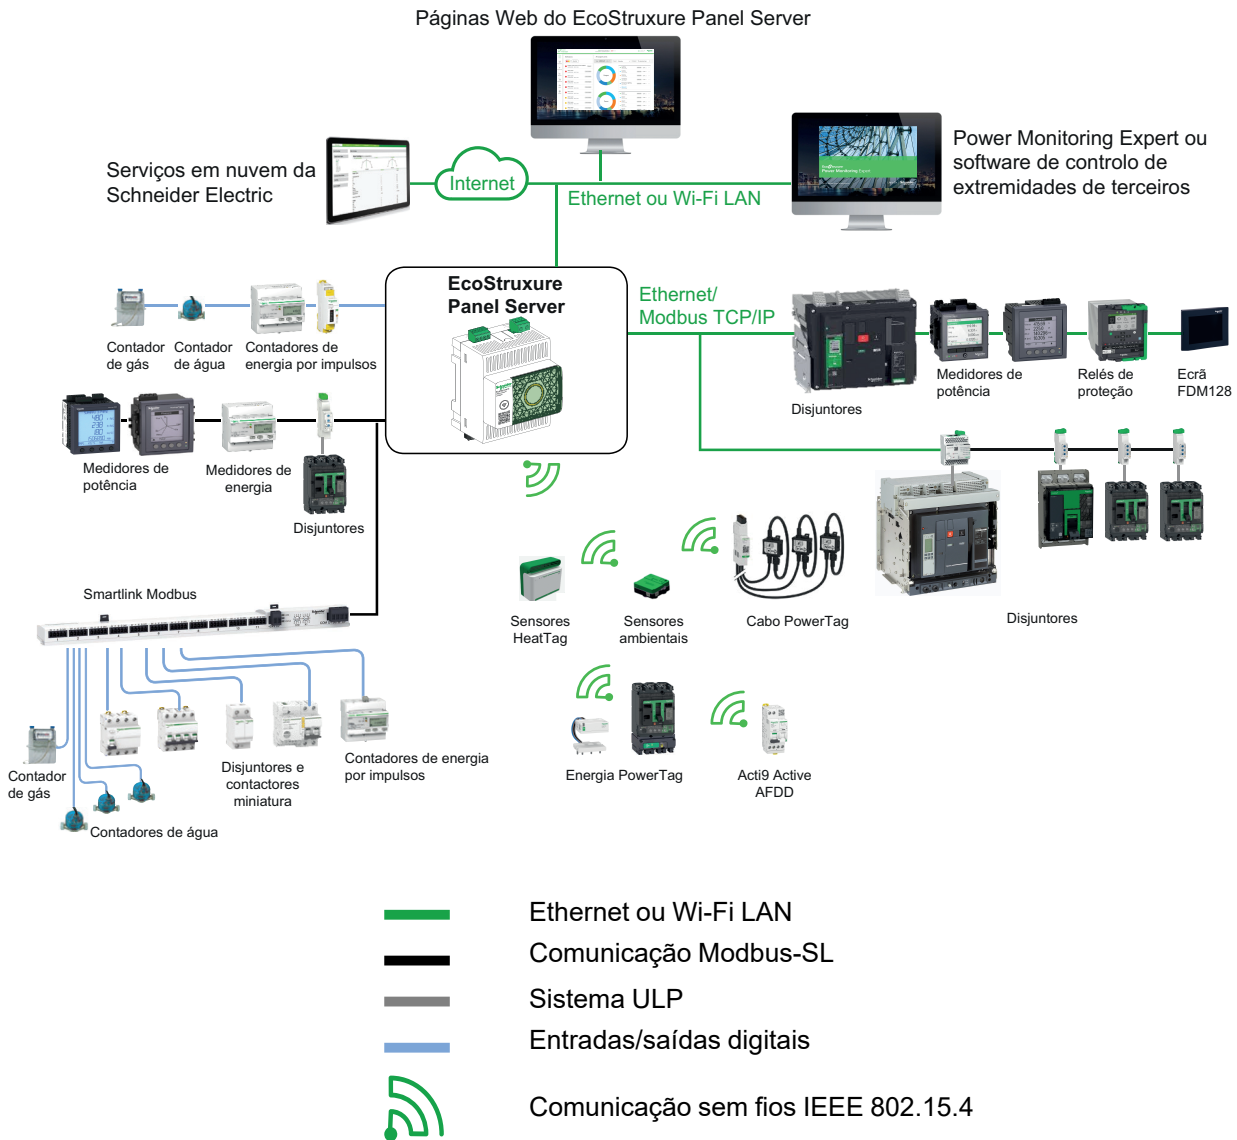 Páginas Web do EcoStruxure Panel Server
Serviços em nuvem da
Schneider Electric
Internet
Ethernet ou Wi-Fi LAN
Power Monitoring Expert
Power Monitoring Expert ou
software de controlo de
extremidades de terceiros
EcoStruxure
Panel Server
Ethernet/
Modbus TCP/IP
Contador
de gás
Contador
de água
Contadores de
energia por impulsos
Disjuntores
Medidores de
potência
Relés de
proteção
Ecrã
FDM128
Medidores de
potência
Medidores de
energia
Disjuntores
Smartlink Modbus
Sensores
HeatTag
Sensores
ambientais
Cabo PowerTag
Disjuntores
Contador
de gás
Contadores de água
Disjuntores e
contactores
miniatura
Contadores de energia
por impulsos
Energia PowerTag
Acti9 Active
AFDD
Ethernet ou Wi-Fi LAN
Comunicação Modbus-SL
Sistema ULP
Entradas/saídas digitais
Comunicação sem fios IEEE 802.15.4